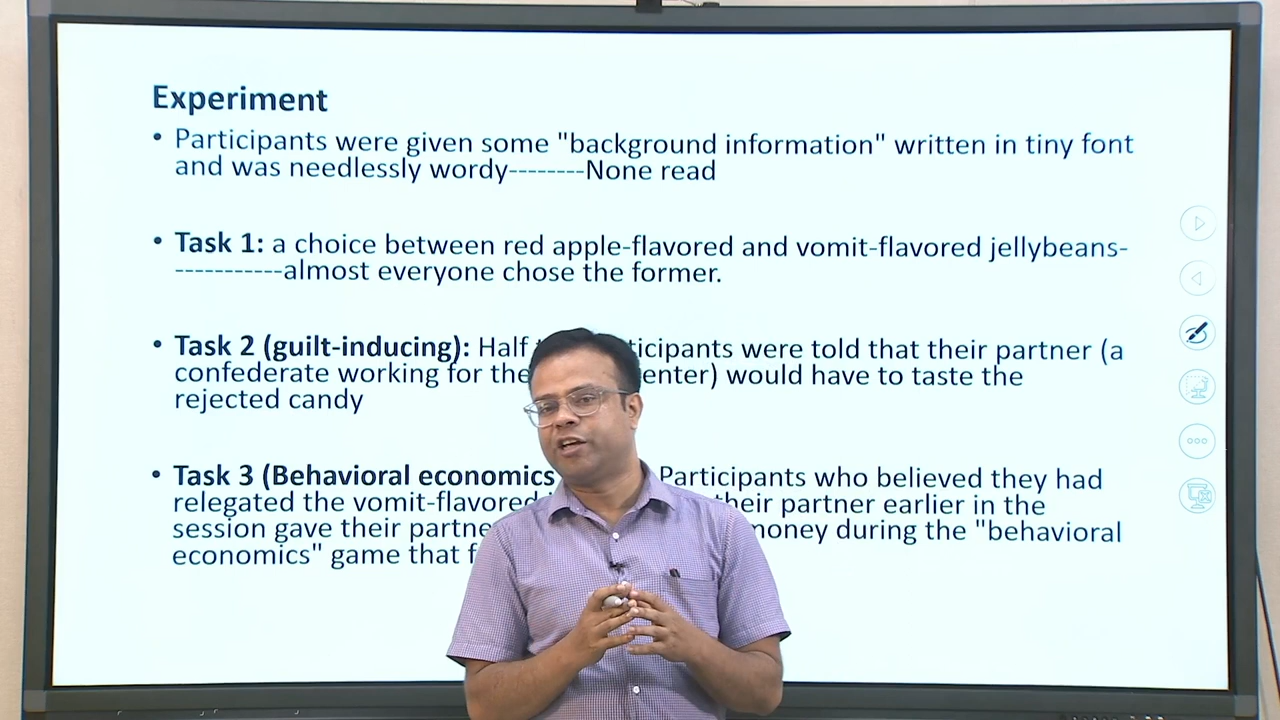 Experiment
• Participants were given some "background information" written in tiny font
and was needlessly wordy--------None read
• Task 1: a choice between red apple-flavored and vomit-flavored jellybeans-
-----------almost everyone chose the former.
• Task 2 (guilt-inducing): Half were told that their partner (a
confederate working for the would have to taste the
rejected candy
• Task 3 (Behavioral economics Participants who believed they had
relegated the vomit-flavored their partner earlier in the
session gave their money during the "behavioral
economics" game that